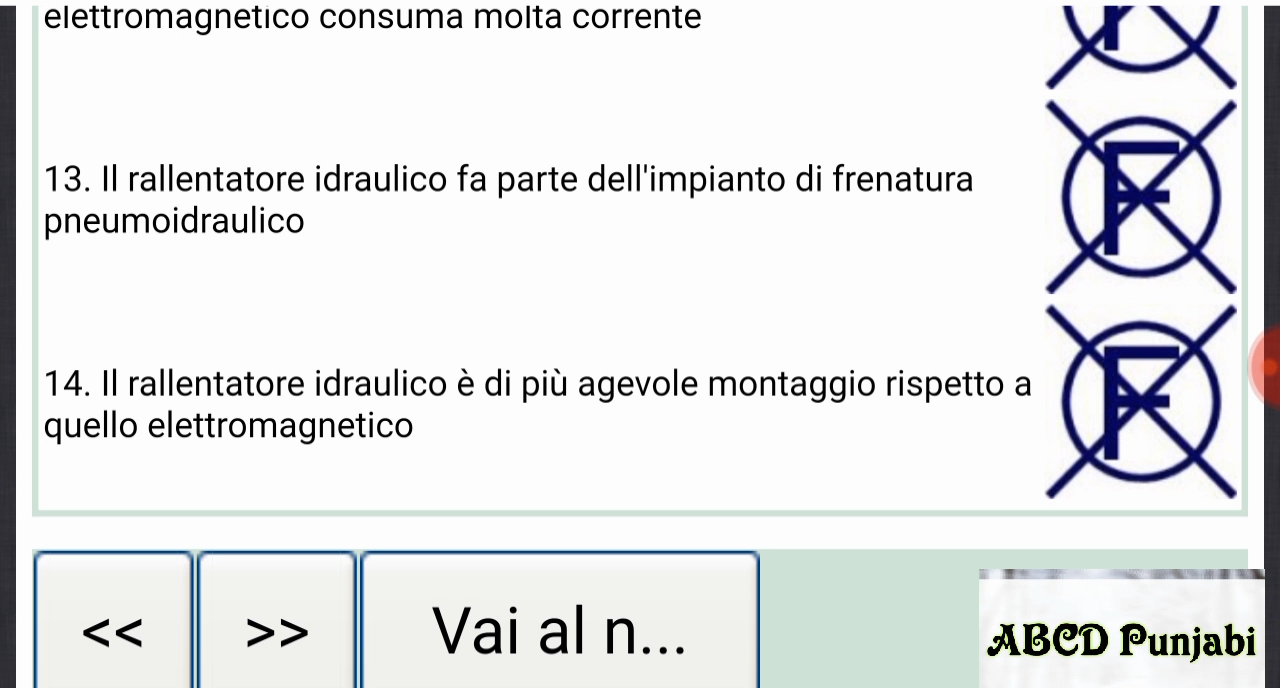 elettromagnetico consuma molta corrente
F
13. Il rallentatore idraulico fa parte dell'impianto di frenatura
pneumoidraulico
F
14. Il rallentatore idraulico è di più agevole montaggio rispetto a
quello elettromagnetico
F
<< >> Vai al n...
ABCD Punjabi